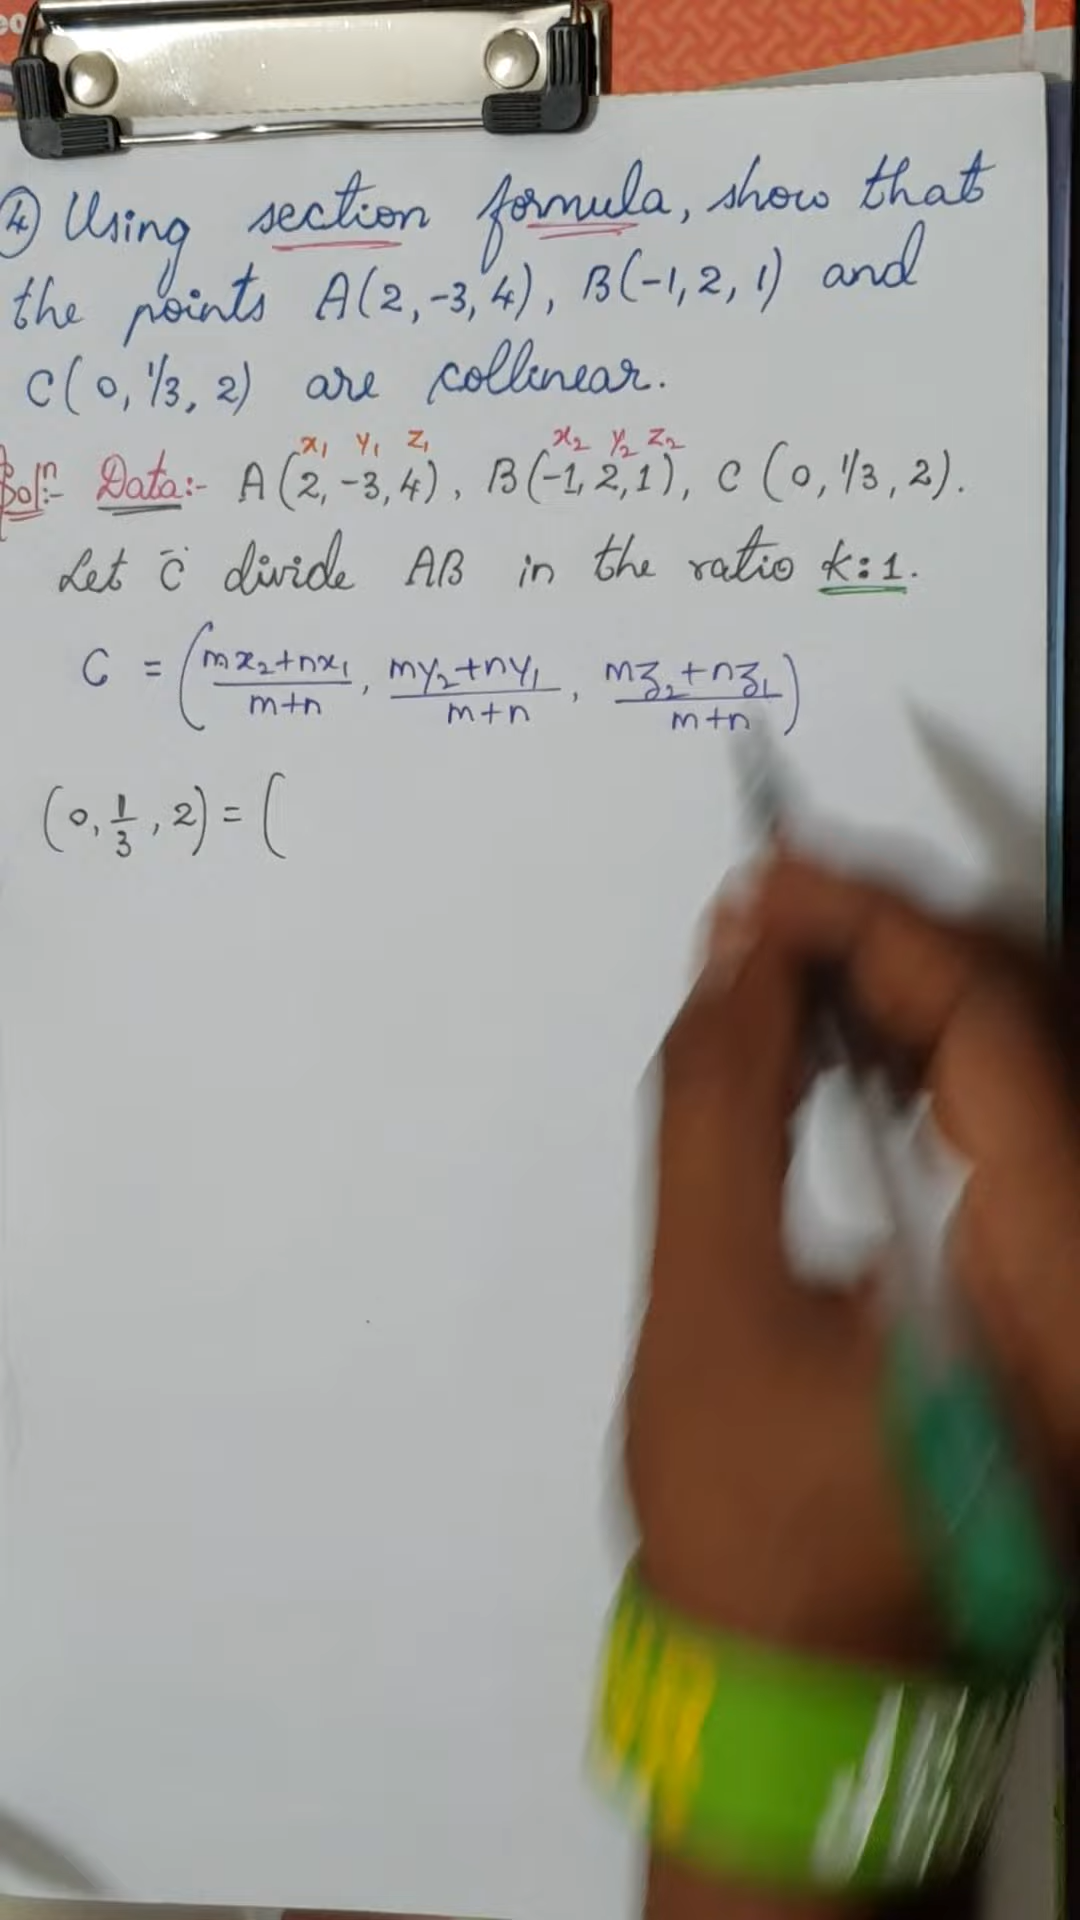 ④ Using section formula, show that
the points A(2, -3, 4), B(-1, 2, 1) and
C(0, 1/3, 2) are collinear.
x₁ y₁ z₁ x₂ y₂ z₂
Solⁿ:- Data:- A(2, -3, 4), B(-1, 2, 1), C(0, 1/3, 2).
Let 'C' divide AB in the ratio k:1.
C = (mx₂+nx₁/m+n, my₂+ny₁/m+n, mz₂+nz₁/m+n)
(0, 1/3, 2) = (